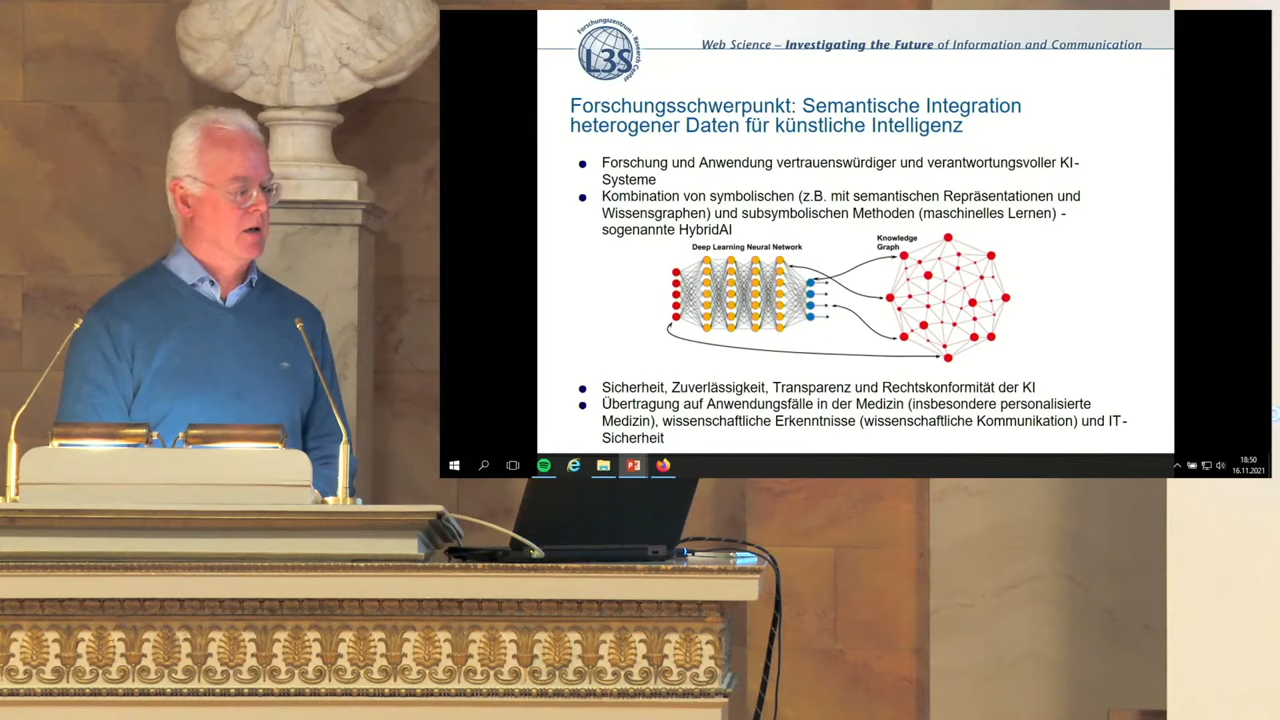 Forschungszentrum - Research Center
L3S
Web Science – Investigating the Future of Information and Communication
Forschungsschwerpunkt: Semantische Integration
heterogener Daten für künstliche Intelligenz
Forschung und Anwendung vertrauenswürdiger und verantwortungsvoller KI-
Systeme
Kombination von symbolischen (z.B. mit semantischen Repräsentationen und
Wissensgraphen) und subsymbolischen Methoden (maschinelles Lernen) -
sogenannte HybridAI
Deep Learning Neural Network
Knowledge
Graph
Sicherheit, Zuverlässigkeit, Transparenz und Rechtskonformität der KI
Übertragung auf Anwendungsfälle in der Medizin (insbesondere personalisierte
Medizin), wissenschaftliche Erkenntnisse (wissenschaftliche Kommunikation) und IT-
Sicherheit
18:50
16.11.2021